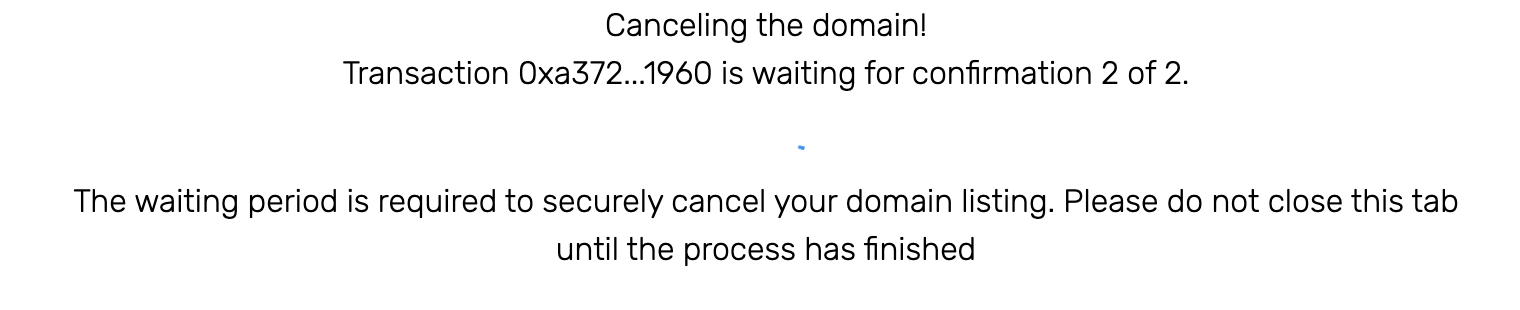 Canceling the domain!
Transaction 0xa372...1960 is waiting for confirmation 2 of 2.
The waiting period is required to securely cancel your domain listing. Please do not close this tab
until the process has finished